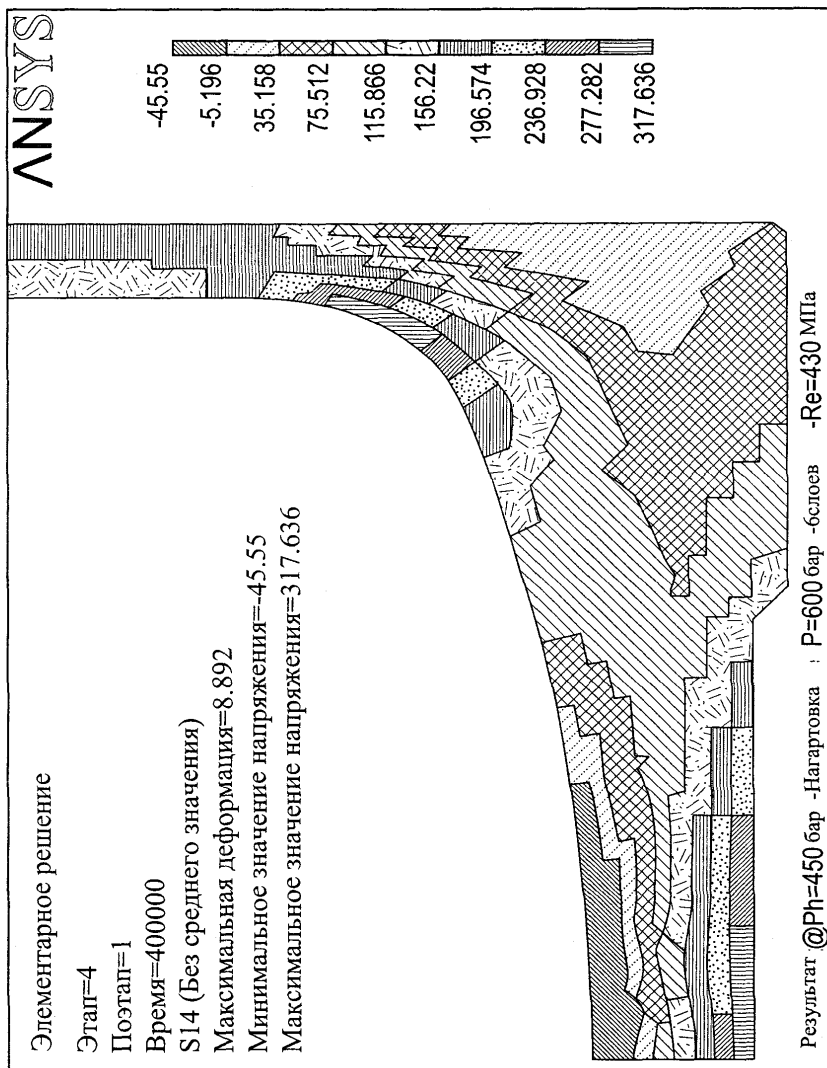 ANSYS
Элементарное решение
Этап=4
Поэтап=1
Время=400000
S14 (Без среднего значения)
Максимальная деформация=8.892
Минимальное значение напряжения=-45.55
Максимальное значение напряжения=317.636
-45.55
-5.196
35.158
75.512
115.866
156.22
196.574
236.928
277.282
317.636
Результат @Ph=450 бар -Нагартовка : P=600 бар -6слоев -Re=430 МПа